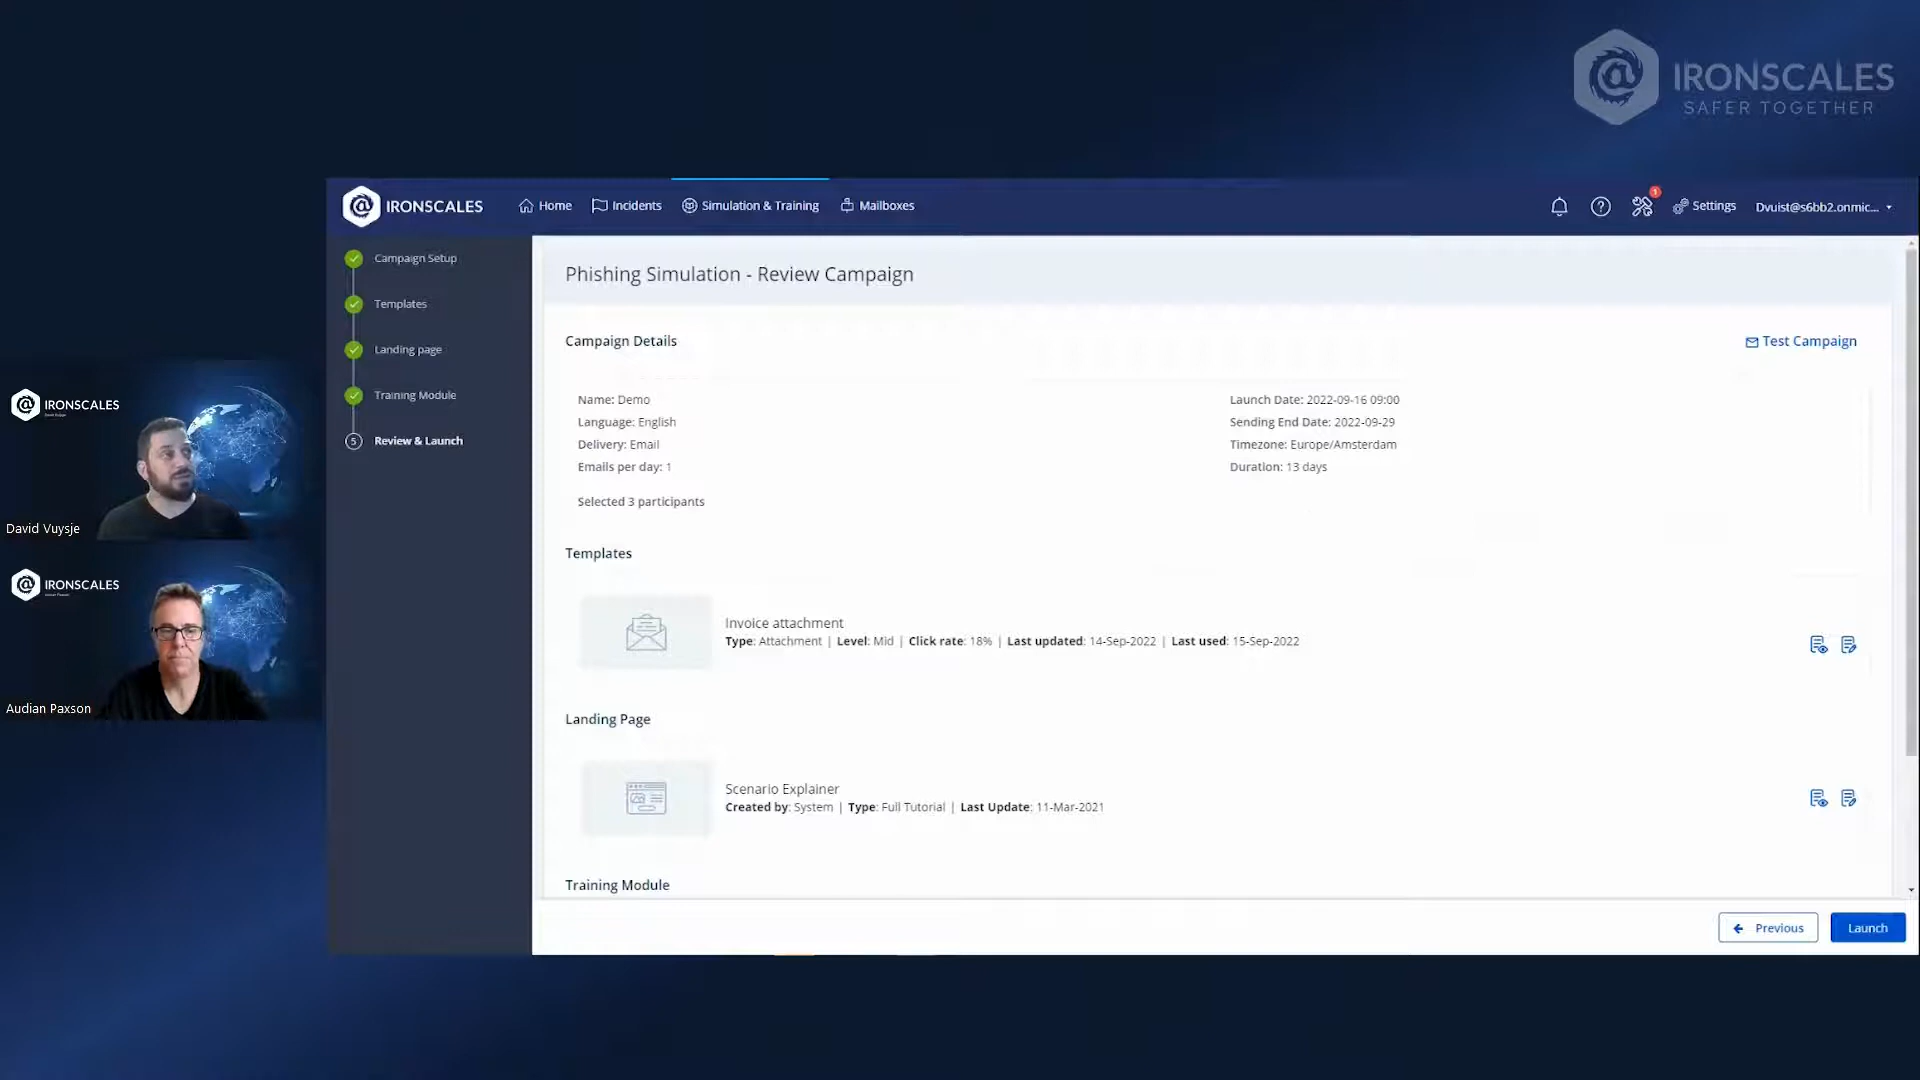 IRONSCALES
SAFER TOGETHER
IRONSCALES
Home
Incidents
Simulation & Training
Mailboxes
1
Settings
Dvuist@s6bb2.onmic...
Campaign Setup
Templates
Landing page
Training Module
5 Review & Launch
Phishing Simulation - Review Campaign
Campaign Details
Test Campaign
Name: Demo
Language: English
Delivery: Email
Emails per day: 1
Selected 3 participants
Launch Date: 2022-09-16 09:00
Sending End Date: 2022-09-29
Timezone: Europe/Amsterdam
Duration: 13 days
Templates
Invoice attachment
Type: Attachment | Level: Mid | Click rate: 18% | Last updated: 14-Sep-2022 | Last used: 15-Sep-2022
Landing Page
Scenario Explainer
Created by: System | Type: Full Tutorial | Last Update: 11-Mar-2021
Training Module
Previous
Launch
IRONSCALES
David Vuysje
IRONSCALES
Audian Paxson